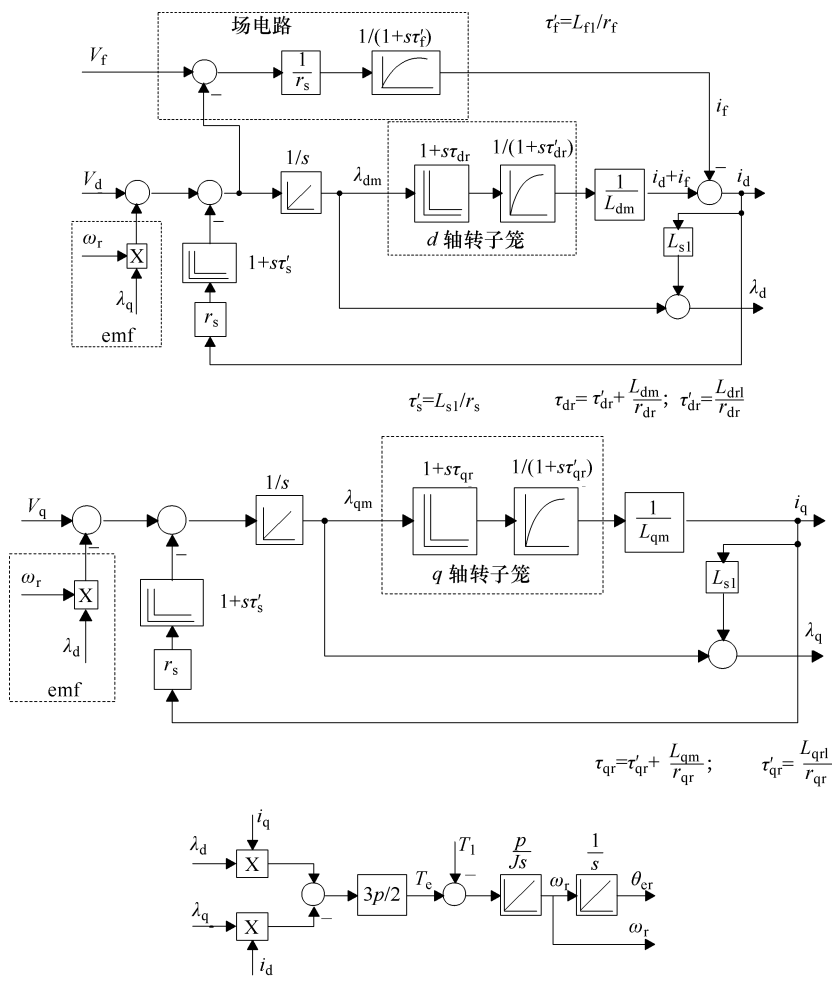 场电路
τ′f=Lf1/rf
Vf
1/rs
1/(1+sτ′f)
−
if
−
Vd
1/s
λdm
1+sτdr
1/(1+sτ′dr)
1/Ldm
id+if
id
−
ωr
X
λq
emf
1+sτ′s
d 轴转子笼
Ls1
rs
λd
τ′s=Ls1/rs
τdr=τ′dr+Ldm/rdr; τ′dr=Ldrl/rdr
Vq
1/s
λqm
1+sτqr
1/(1+sτ′qr)
1/Lqm
iq
−
−
ωr
X
λd
emf
1+sτ′s
q 轴转子笼
Ls1
rs
λq
τqr=τ′qr+Lqm/rqr; τ′qr=Lqrl/rqr
iq
λd
X
Tl
p/Js
1/s
−
3p/2
Te
ωr
θer
λq
X
−
ωr
id